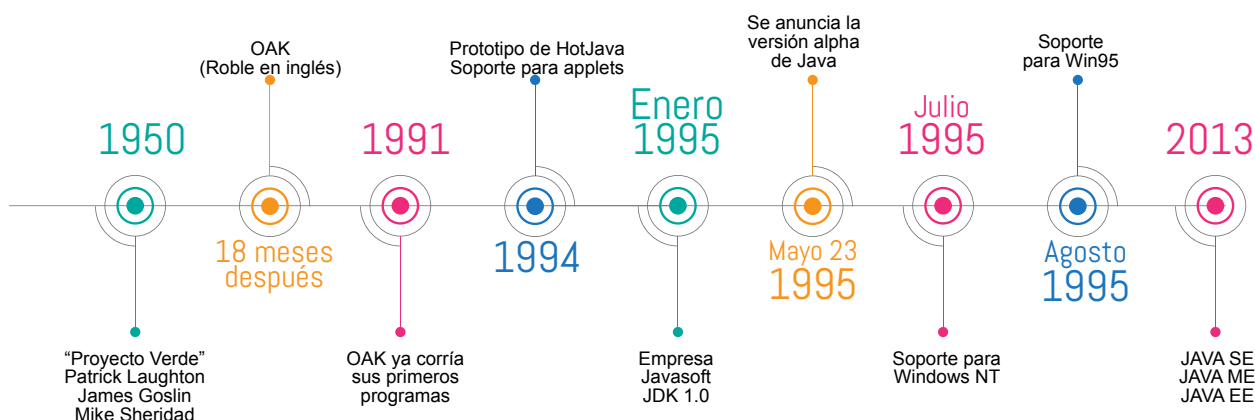 1950
“Proyecto Verde”
Patrick Laughton
James Goslin
Mike Sheridad
OAK
(Roble en inglés)
18 meses
después
1991
OAK ya corría
sus primeros
programas
Prototipo de HotJava
Soporte para applets
1994
Enero
1995
Empresa
Javasoft
JDK 1.0
Se anuncia la
versión alpha
de Java
Mayo 23
1995
Julio
1995
Soporte para
Windows NT
Soporte
para Win95
Agosto
1995
2013
JAVA SE
JAVA ME
JAVA EE